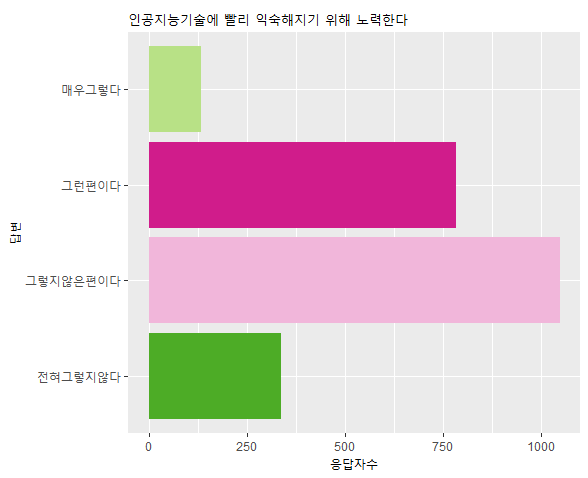 인공지능기술에 빨리 익숙해지기 위해 노력한다
매우그렇다
그런편이다
그렇지않은편이다
전혀그렇지않다
답변
0 250 500 750 1000
응답자수